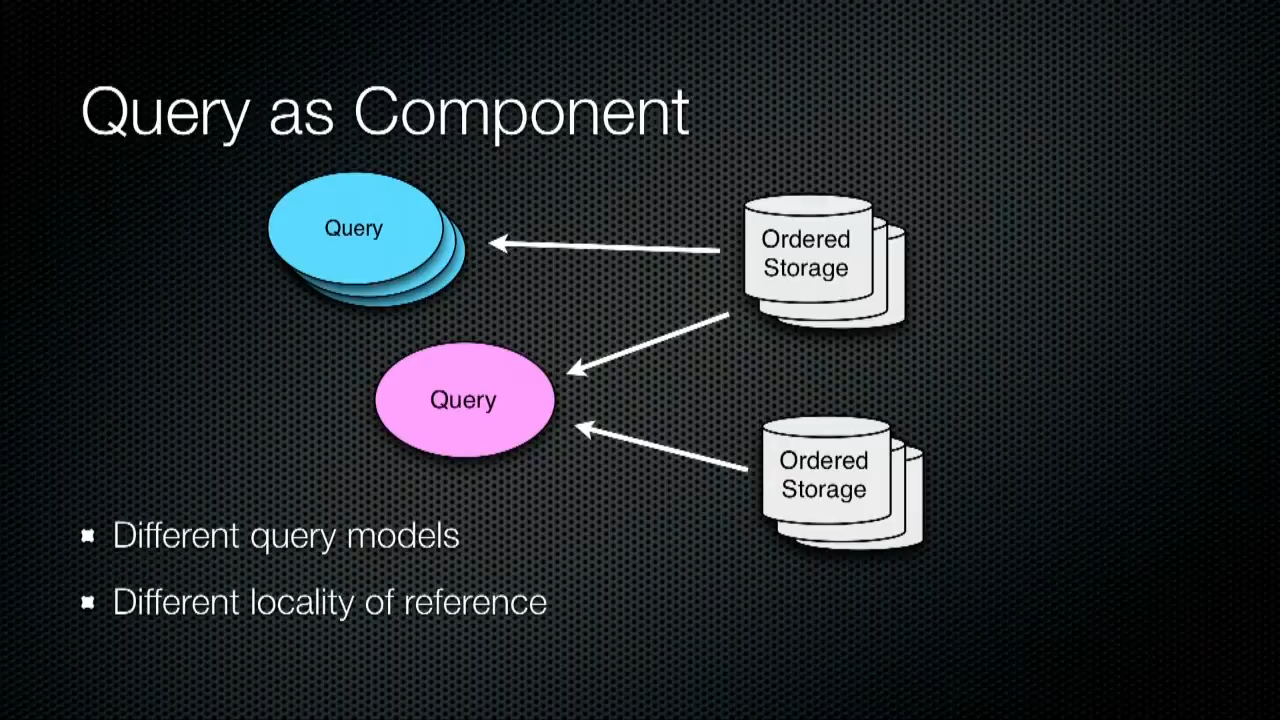 Query as Component
Query
Ordered
Storage
Query
Ordered
Storage
Different query models
Different locality of reference